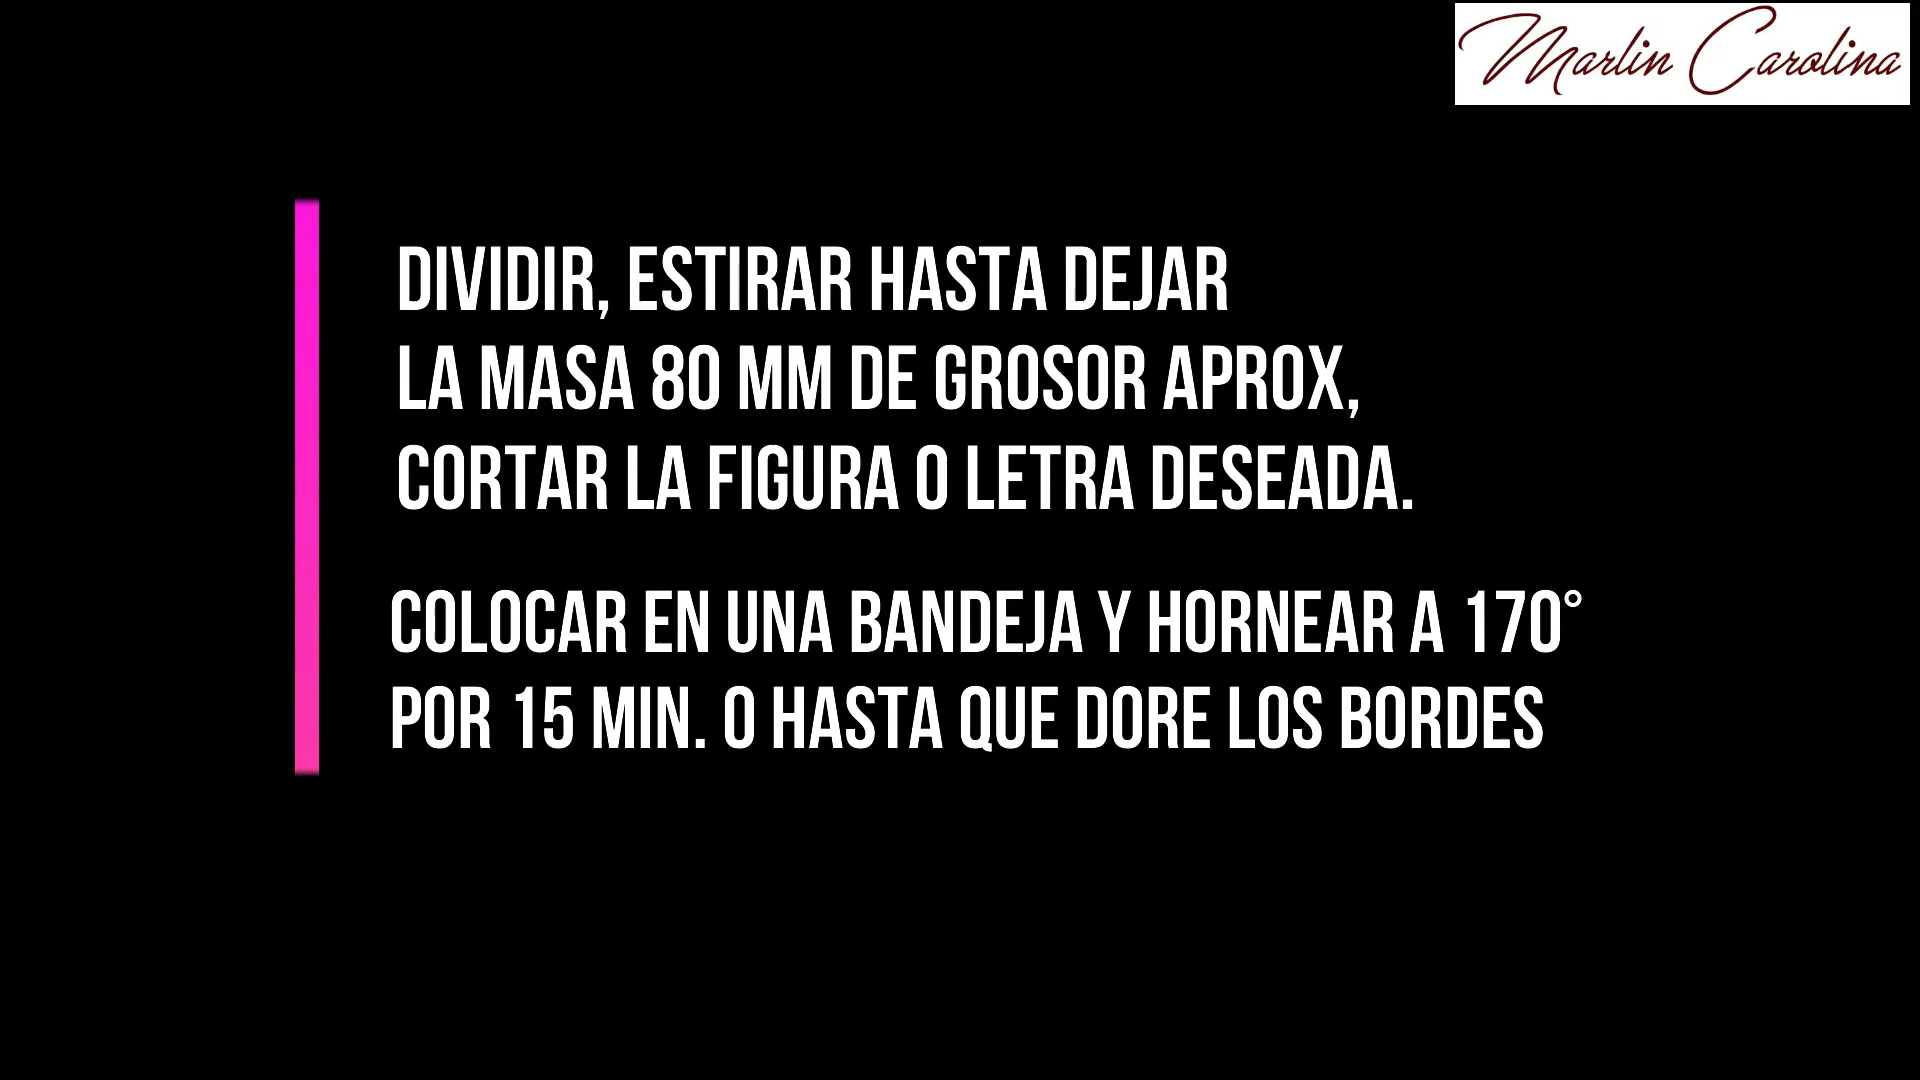 Marlin Carolina
DIVIDIR, ESTIRAR HASTA DEJAR
LA MASA 80 MM DE GROSOR APROX,
CORTAR LA FIGURA O LETRA DESEADA.
COLOCAR EN UNA BANDEJA Y HORNEAR A 170°
POR 15 MIN. O HASTA QUE DORE LOS BORDES